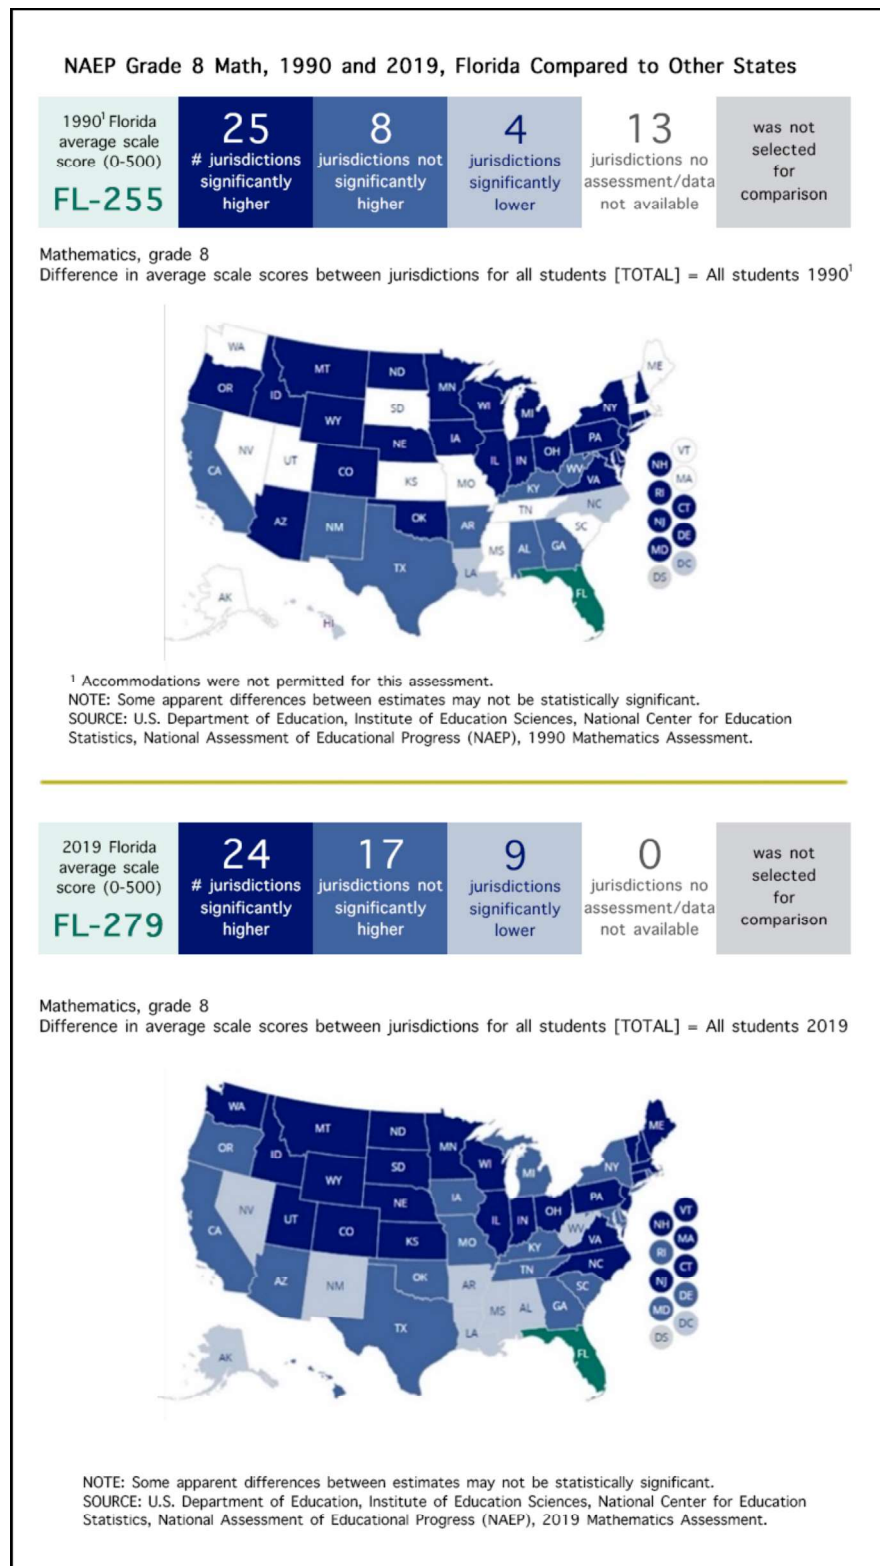 NAEP Grade 8 Math, 1990 and 2019, Florida Compared to Other States
1990¹ Florida
average scale
score (0-500)
FL-255
25
# jurisdictions
significantly
higher
8
jurisdictions not
significantly
higher
4
jurisdictions
significantly
lower
13
jurisdictions no
assessment/data
not available
was not
selected
for
comparison
Mathematics, grade 8
Difference in average scale scores between jurisdictions for all students [TOTAL] = All students 1990¹
WA
MT
ND
MN
ME
OR
ID
WY
SD
WI
MI
NY
NV
UT
CO
NE
IA
IL
IN
OH
PA
CA
KS
MO
KY
WV
VA
AZ
NM
OK
AR
TN
NC
SC
TX
LA
MS
AL
GA
FL
AK
HI
VT
NH
MA
RI
CT
NJ
DE
MD
DC
DS
¹ Accommodations were not permitted for this assessment.
NOTE: Some apparent differences between estimates may not be statistically significant.
SOURCE: U.S. Department of Education, Institute of Education Sciences, National Center for Education
Statistics, National Assessment of Educational Progress (NAEP), 1990 Mathematics Assessment.
2019 Florida
average scale
score (0-500)
FL-279
24
# jurisdictions
significantly
higher
17
jurisdictions not
significantly
higher
9
jurisdictions
significantly
lower
0
jurisdictions no
assessment/data
not available
was not
selected
for
comparison
Mathematics, grade 8
Difference in average scale scores between jurisdictions for all students [TOTAL] = All students 2019
WA
MT
ND
MN
ME
OR
ID
WY
SD
WI
MI
NY
NV
UT
CO
NE
IA
IL
IN
OH
PA
CA
KS
MO
KY
WV
VA
AZ
NM
OK
AR
TN
NC
SC
TX
LA
MS
AL
GA
FL
AK
VT
NH
MA
RI
CT
NJ
DE
MD
DC
DS
NOTE: Some apparent differences between estimates may not be statistically significant.
SOURCE: U.S. Department of Education, Institute of Education Sciences, National Center for Education
Statistics, National Assessment of Educational Progress (NAEP), 2019 Mathematics Assessment.